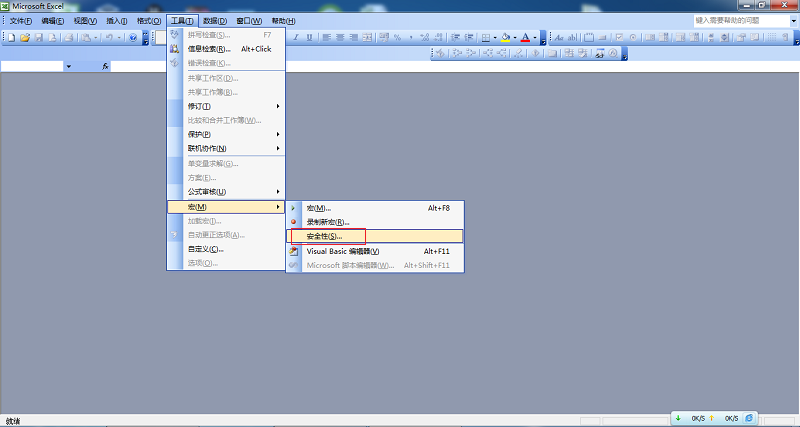 Microsoft Excel
文件(F) 编辑(E) 视图(V) 插入(I) 格式(O) 工具(T) 数据(D) 窗口(W) 帮助(H) 键入需要帮助的问题
拼写检查(S)... F7
信息检索(R)... Alt+Click
错误检查(K)...
共享工作区(D)...
共享工作簿(B)...
修订(T)
比较和合并工作簿(W)...
保护(P)
联机协作(N)
单变量求解(G)...
方案(E)...
公式审核(U)
宏(M)
加载宏(I)...
自动更正选项(A)...
自定义(C)...
选项(O)...
宏(M)... Alt+F8
录制新宏(R)...
安全性(S)...
Visual Basic 编辑器(V) Alt+F11
Microsoft 脚本编辑器(W)... Alt+Shift+F11
I U
% ,
A
fx
就绪
0K/S 0K/S